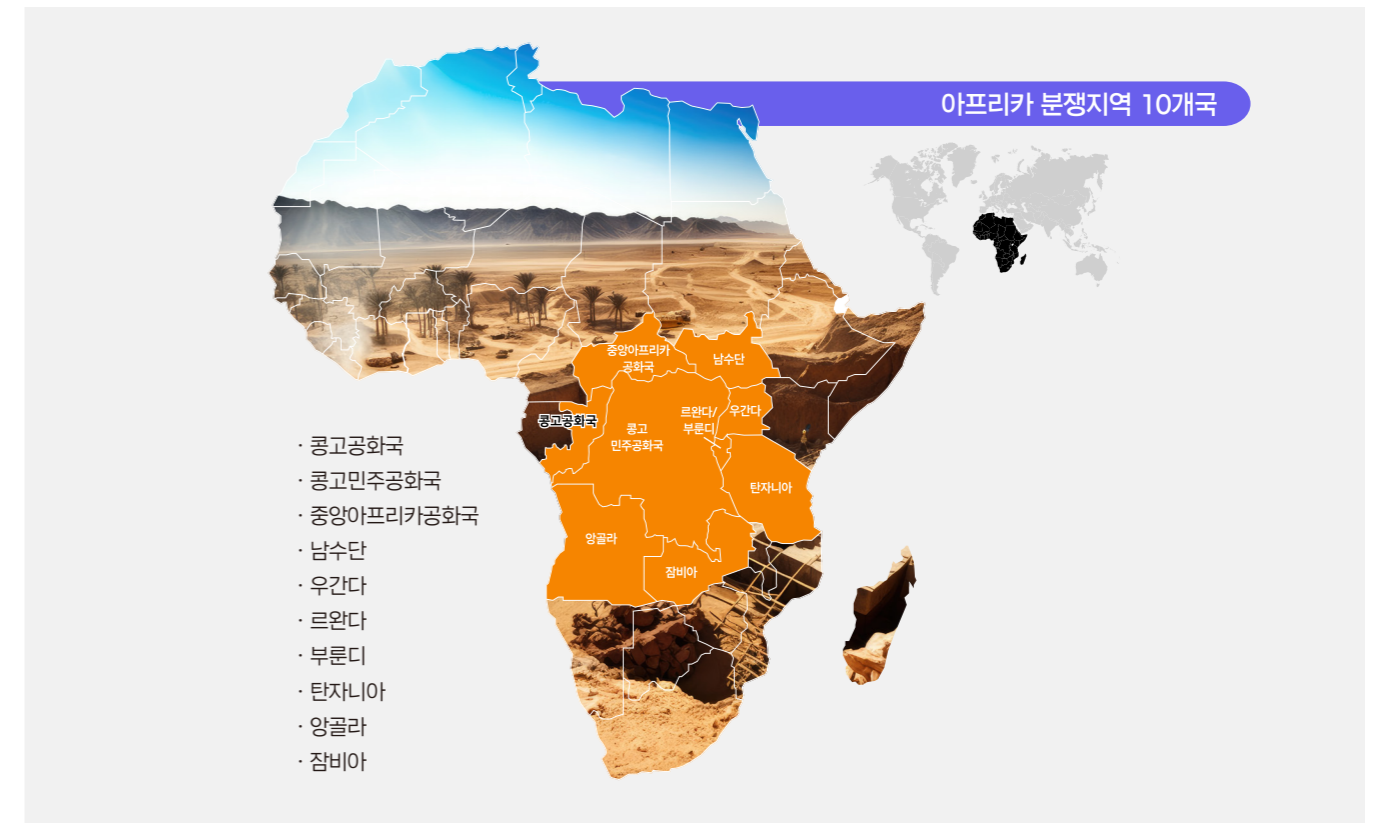 아프리카 분쟁지역 10개국
중앙아프리카
공화국
남수단
콩고공화국
콩고
민주공화국
르완다/
부룬디
우간다
탄자니아
앙골라
잠비아
· 콩고공화국
· 콩고민주공화국
· 중앙아프리카공화국
· 남수단
· 우간다
· 르완다
· 부룬디
· 탄자니아
· 앙골라
· 잠비아